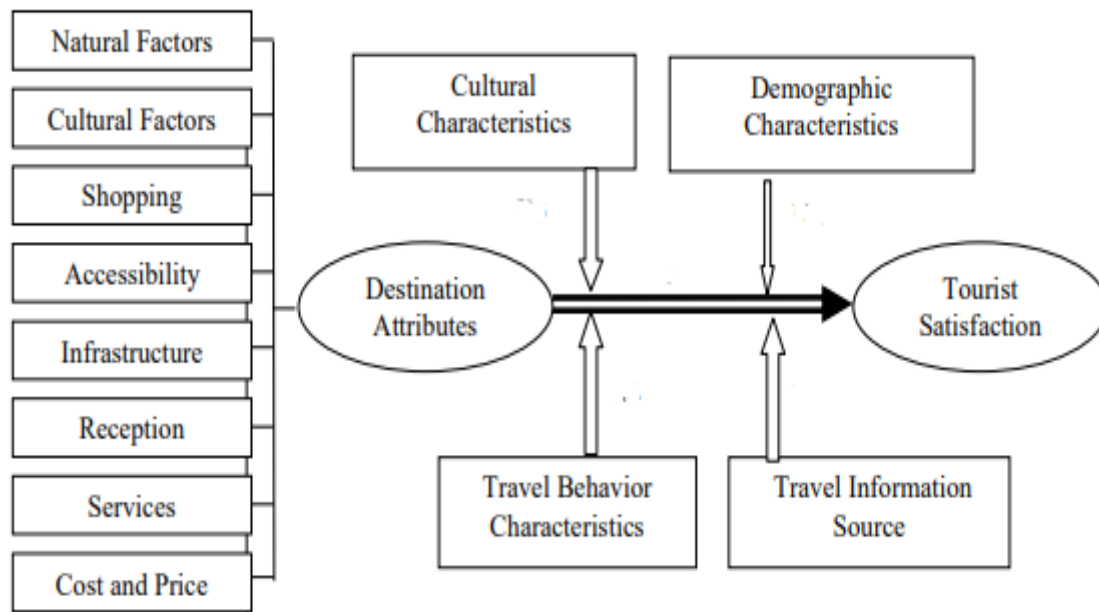 Natural Factors
Cultural Factors
Shopping
Accessibility
Infrastructure
Reception
Services
Cost and Price
Cultural
Characteristics
Demographic
Characteristics
Destination
Attributes
Tourist
Satisfaction
Travel Behavior
Characteristics
Travel Information
Source